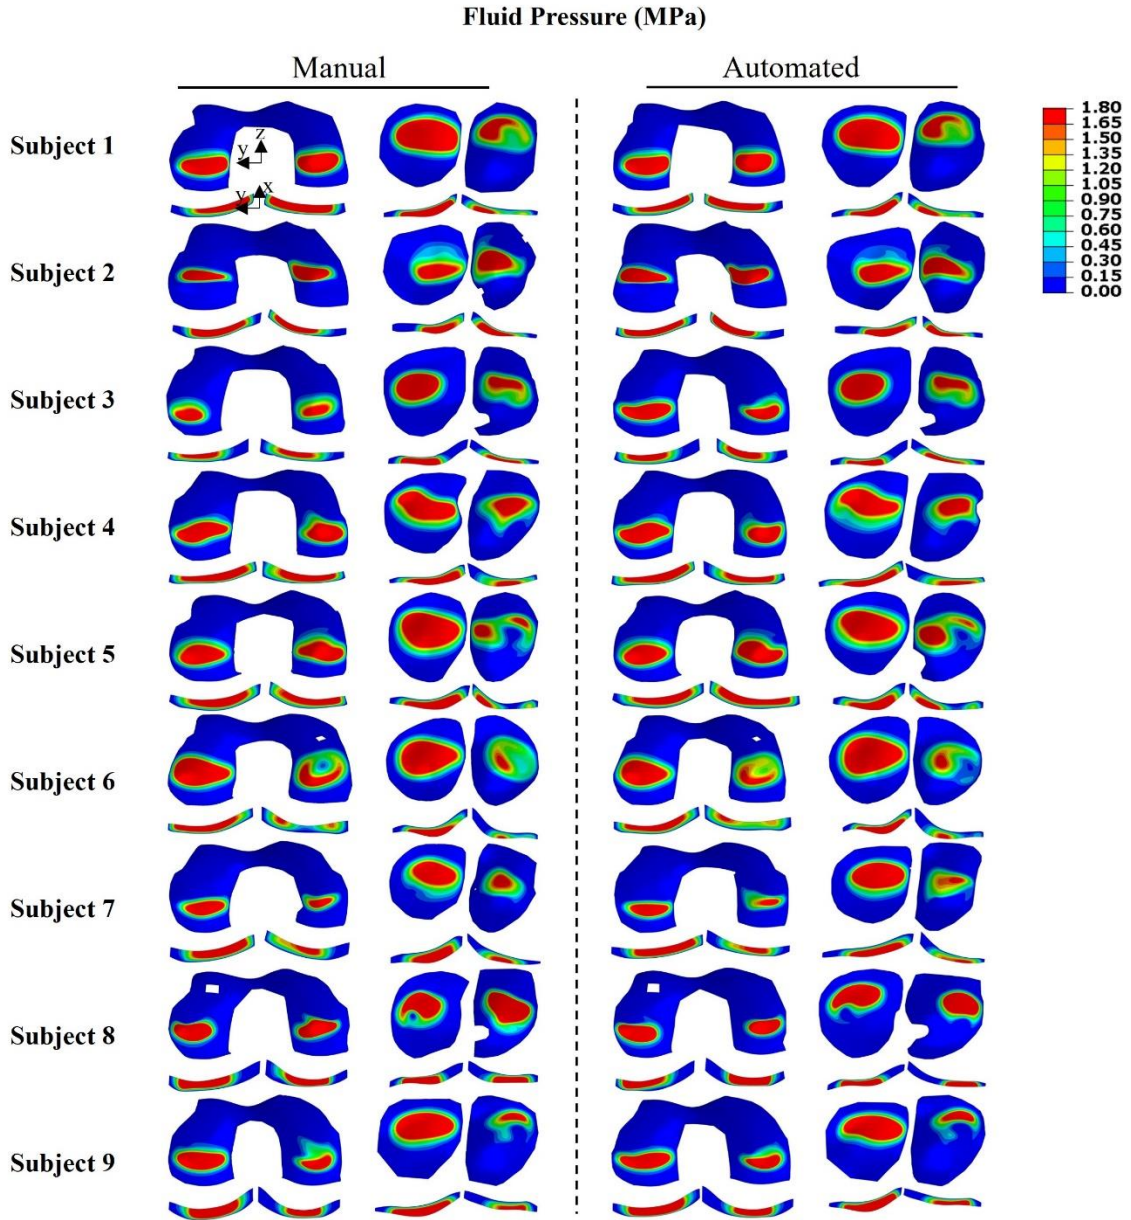 Fluid Pressure (MPa)
Manual
Automated
Subject 1
z
y
x
y
1.80
1.65
1.50
1.35
1.20
1.05
0.90
0.75
0.60
0.45
0.30
0.15
0.00
Subject 2
Subject 3
Subject 4
Subject 5
Subject 6
Subject 7
Subject 8
Subject 9